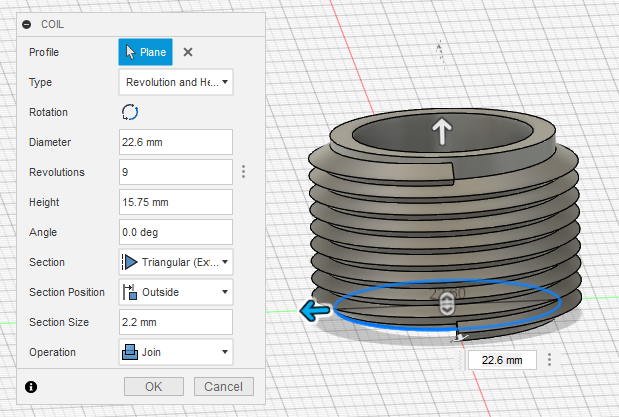 COIL
Profile Plane
Type Revolution and He...
Rotation
Diameter 22.6 mm
Revolutions 9
Height 15.75 mm
Angle 0.0 deg
Section Triangular (Ext...
Section Position Outside
Section Size 2.2 mm
Operation Join
OK Cancel
22.6 mm